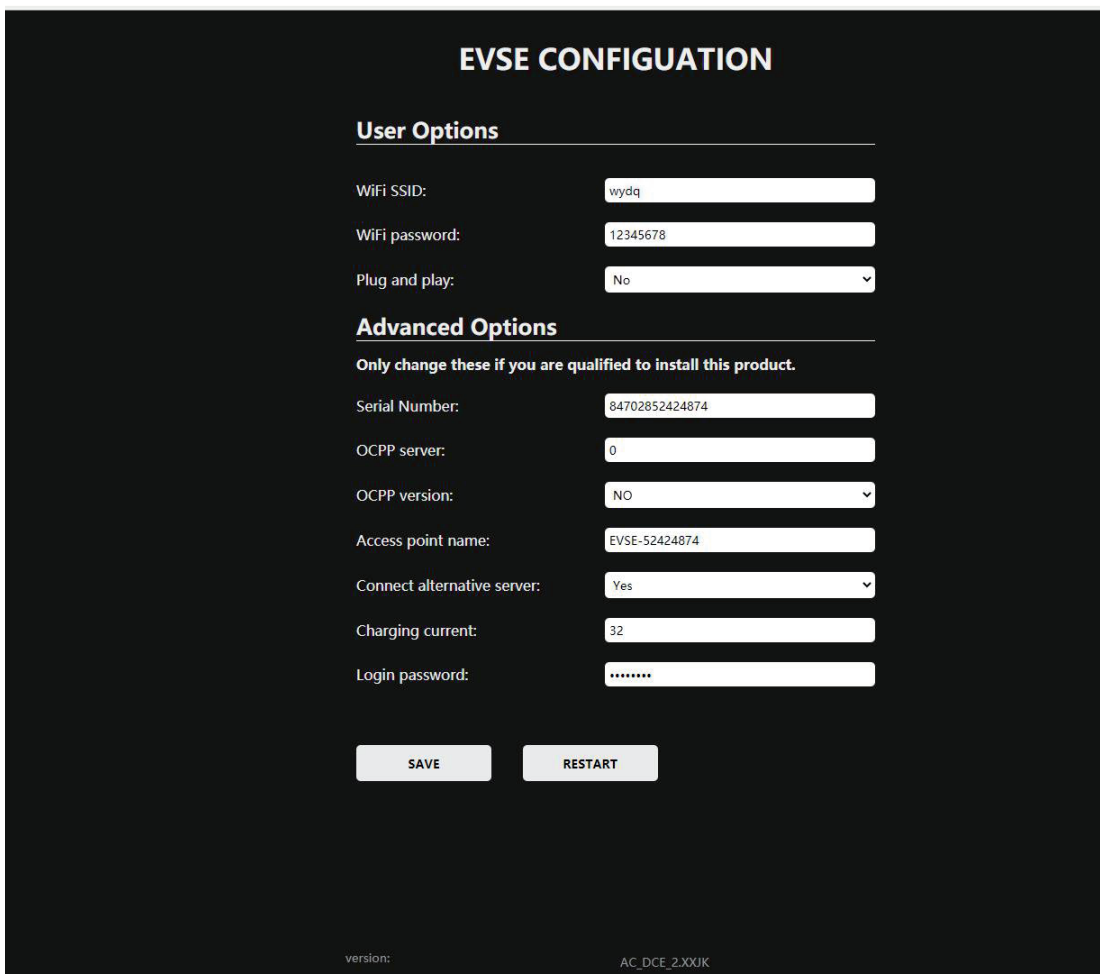 EVSE CONFIGUATION
User Options
WiFi SSID: wydq
WiFi password: 12345678
Plug and play: No
Advanced Options
Only change these if you are qualified to install this product.
Serial Number: 84702852424874
OCPP server: 0
OCPP version: NO
Access point name: EVSE-52424874
Connect alternative server: Yes
Charging current: 32
Login password: ••••••••
SAVE RESTART
version: AC_DCE_2.XXJK